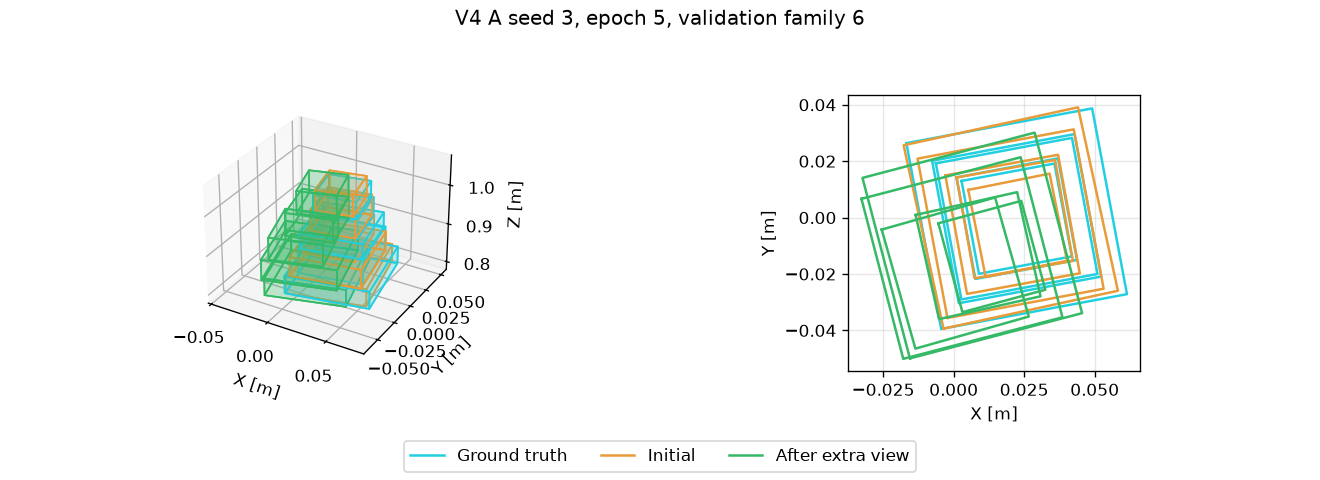 V4 A seed 3, epoch 5, validation family 6
1.0
0.9
0.8
Z [m]
0.050
0.025
0.000
−0.025
−0.050
Y [m]
−0.05
0.00
0.05
X [m]
0.04
0.02
0.00
−0.02
−0.04
Y [m]
−0.025
0.000
0.025
0.050
X [m]
Ground truth
Initial
After extra view